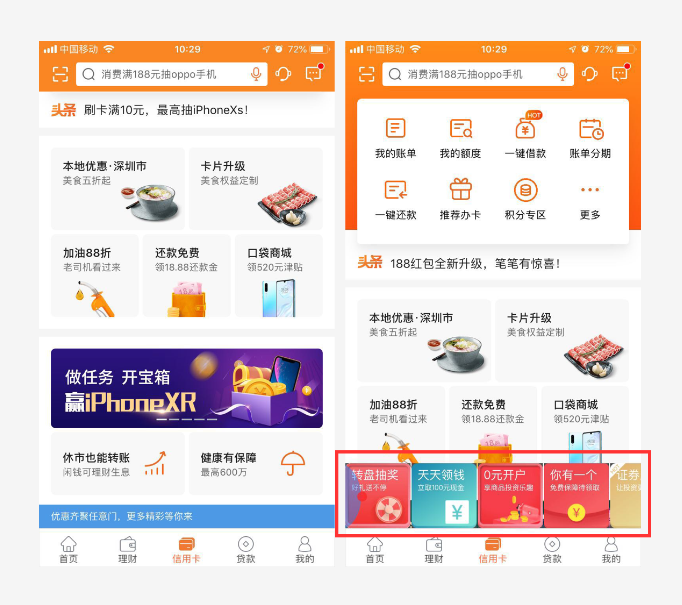 中国移动
10:29
72%
消费满188元抽oppo手机
头条 刷卡满10元，最高抽iPhoneXs！
本地优惠·深圳市
美食五折起
卡片升级
美食权益定制
加油88折
老司机看过来
还款免费
领18.88还款金
口袋商城
领520元津贴
做任务 开宝箱
赢iPhoneXR
休市也能转账
闲钱可理财生息
健康有保障
最高600万
优惠齐聚任意门，更多精彩等你来
首页
理财
信用卡
贷款
我的
中国移动
10:29
72%
消费满188元抽oppo手机
我的账单
我的额度
HOT
一键借款
账单分期
一键还款
推荐办卡
积分专区
更多
头条 188红包全新升级，笔笔有惊喜！
本地优惠·深圳市
美食五折起
卡片升级
美食权益定制
加油88折
老司机看过来
还款免费
领18.88还款金
口袋商城
领520元津贴
转盘抽奖
好礼送不停
天天领钱
立取100元现金
0元开户
享商品投资乐趣
你有一个
免费保障待领取
证券
首页
理财
信用卡
贷款
我的